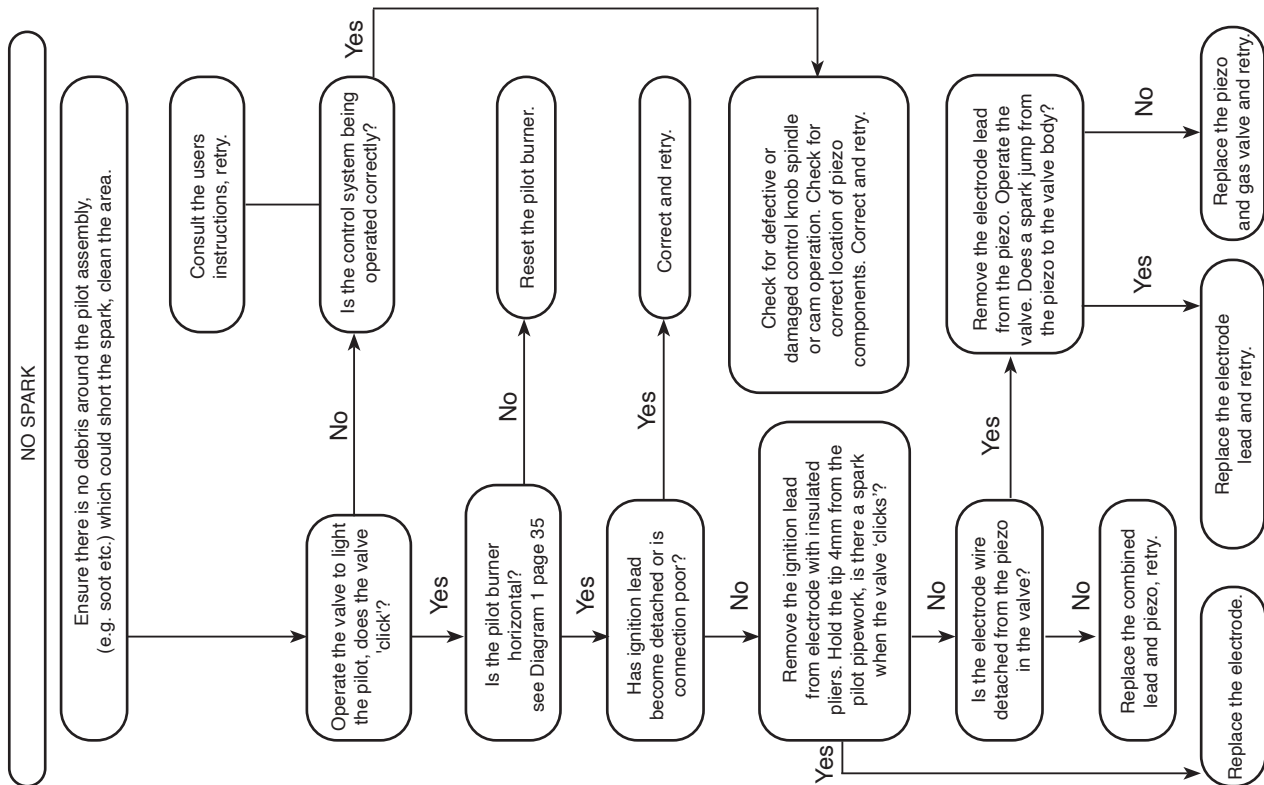 NO SPARK
Ensure there is no debris around the pilot assembly,
(e.g. soot etc.) which could short the spark, clean the area.
Consult the users
instructions, retry.
Operate the valve to light
the pilot, does the valve
'click'?
No
Is the control system being
operated correctly?
Yes
Yes
Is the pilot burner
horizontal?
see Diagram 1 page 35
No
Reset the pilot burner.
Yes
Has ignition lead
become detached or is
connection poor?
Yes
Correct and retry.
No
Remove the ignition lead
from electrode with insulated
pliers. Hold the tip 4mm from the
pilot pipework, is there a spark
when the valve ‘clicks’?
Check for defective or
damaged control knob spindle
or cam operation. Check for
correct location of piezo
components. Correct and retry.
Yes
No
Is the electrode wire
detached from the piezo
in the valve?
Yes
Remove the electrode lead
from the piezo. Operate the
valve. Does a spark jump from
the piezo to the valve body?
No
Replace the combined
lead and piezo, retry.
Yes
No
Replace the electrode.
Replace the electrode
lead and retry.
Replace the piezo
and gas valve and retry.